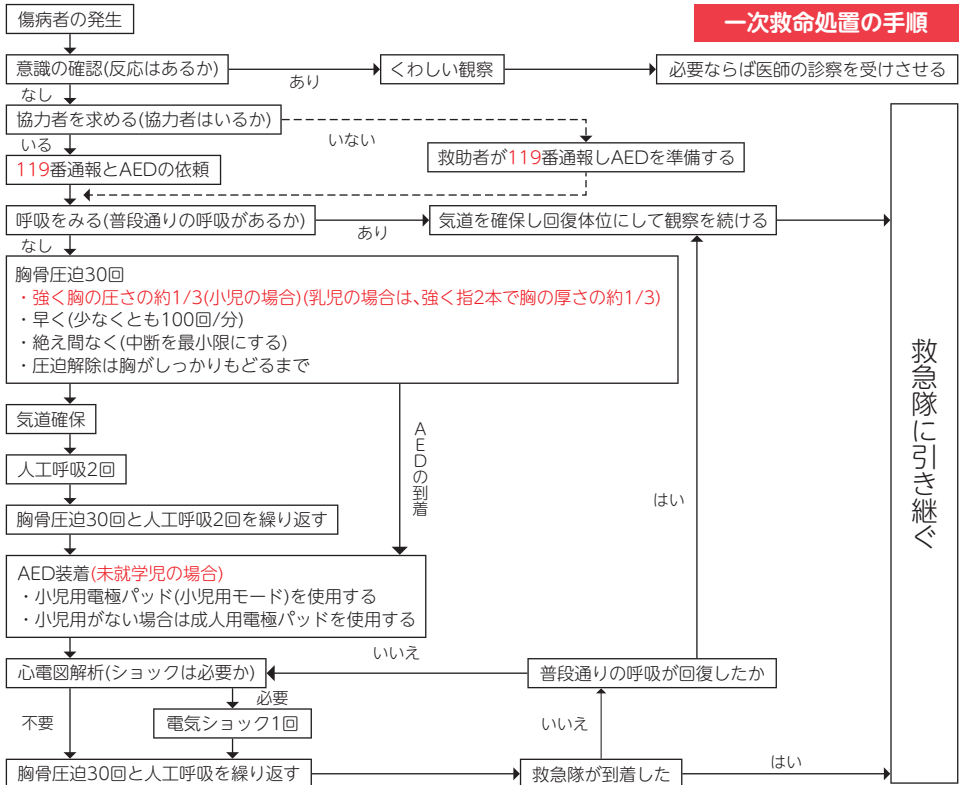 一次救命処置の手順
傷病者の発生
意識の確認(反応はあるか)
あり
くわしい観察
必要ならば医師の診察を受けさせる
なし
協力者を求める(協力者はいるか)
いない
いる
119番通報とAEDの依頼
救助者が119番通報しAEDを準備する
呼吸をみる(普段通りの呼吸があるか)
あり
気道を確保し回復体位にして観察を続ける
なし
胸骨圧迫30回
・強く胸の圧さの約1/3(小児の場合)(乳児の場合は、強く指2本で胸の厚さの約1/3)
・早く(少なくとも100回/分)
・絶え間なく(中断を最小限にする)
・圧迫解除は胸がしっかりもどるまで
気道確保
人工呼吸2回
胸骨圧迫30回と人工呼吸2回を繰り返す
AEDの到着
はい
救急隊に引き継ぐ
AED装着(未就学児の場合)
・小児用電極パッド(小児用モード)を使用する
・小児用がない場合は成人用電極パッドを使用する
いいえ
心電図解析(ショックは必要か)
普段通りの呼吸が回復したか
必要
不要
電気ショック1回
いいえ
胸骨圧迫30回と人工呼吸を繰り返す
救急隊が到着した
はい